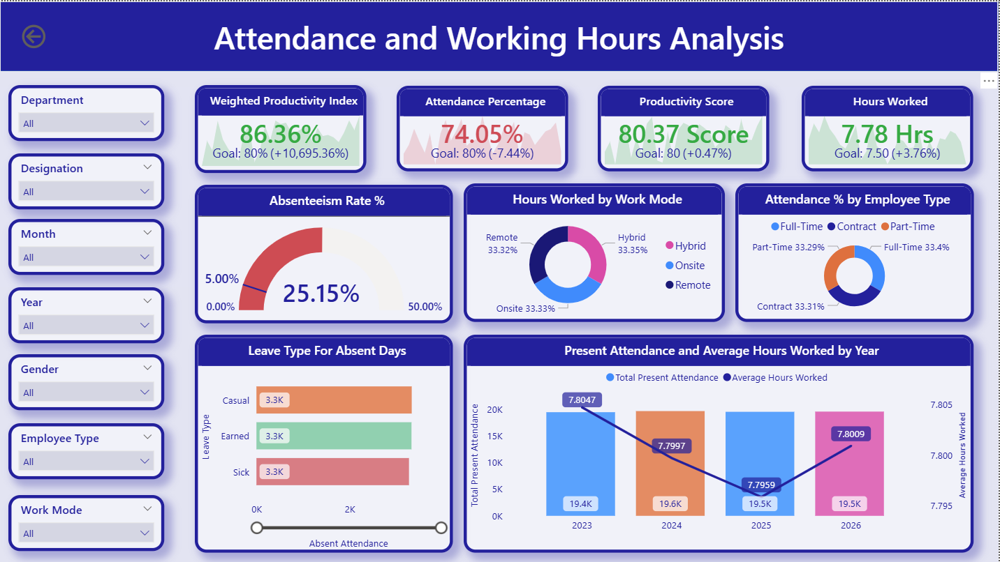 Attendance and Working Hours Analysis
Department
All
Designation
All
Month
All
Year
All
Gender
All
Employee Type
All
Work Mode
All
Weighted Productivity Index
86.36%
Goal: 80% (+10,695.36%)
Attendance Percentage
74.05%
Goal: 80% (-7.44%)
Productivity Score
80.37 Score
Goal: 80 (+0.47%)
Hours Worked
7.78 Hrs
Goal: 7.50 (+3.76%)
Absenteeism Rate %
5.00%
25.15%
0.00%
50.00%
Hours Worked by Work Mode
Remote
33.32%
Hybrid
33.35%
Onsite 33.33%
Hybrid
Onsite
Remote
Attendance % by Employee Type
Full-Time Contract Part-Time
Part-Time 33.29%
Full-Time 33.4%
Contract 33.31%
Leave Type For Absent Days
Leave Type
Casual
3.3K
Earned
3.3K
Sick
3.3K
0K
2K
Absent Attendance
Present Attendance and Average Hours Worked by Year
Total Present Attendance Average Hours Worked
Total Present Attendance
20K
15K
10K
5K
0K
7.8047
7.7997
7.7959
7.8009
19.4K
19.6K
19.5K
19.5K
2023
2024
2025
2026
7.805
7.800
7.795
Average Hours Worked